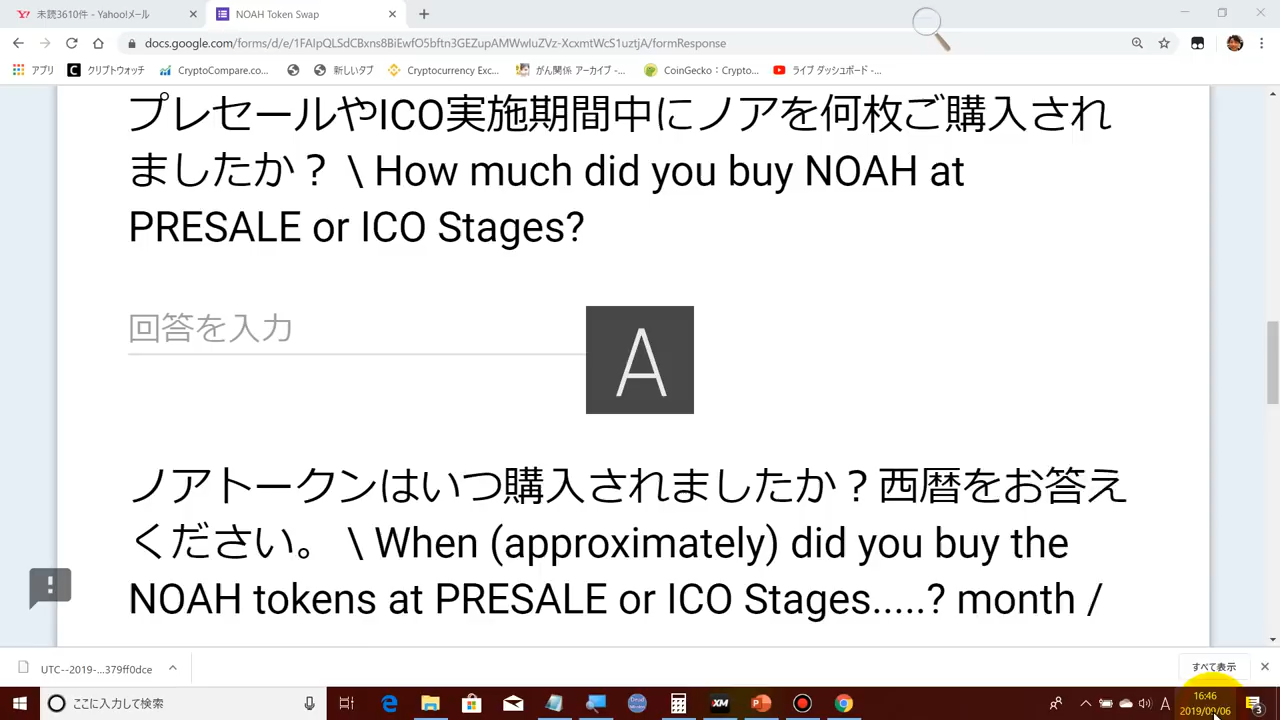 未読3610件 - Yahoo!メール
NOAH Token Swap
docs.google.com/forms/d/e/1FAIpQLSdCBxns8BiEwfO5bftn3GEZupAMWwIuZVz-XcxmtWcS1uztjA/formResponse
アプリ
クリプトウォッチ
CryptoCompare.co...
新しいタブ
Cryptocurrency Exc...
がん関係 アーカイブ - ...
CoinGecko：Crypto...
ライブ ダッシュボード - ...
プレセールやICO実施期間中にノアを何枚ご購入され
ましたか？ \ How much did you buy NOAH at
PRESALE or ICO Stages?
回答を入力
A
ノアトークンはいつ購入されましたか？西暦をお答え
ください。 \ When (approximately) did you buy the
NOAH tokens at PRESALE or ICO Stages.....? month /
UTC--2019-...379ff0dce
すべて表示
ここに入力して検索
XM
A
16:46
2019/09/06
3